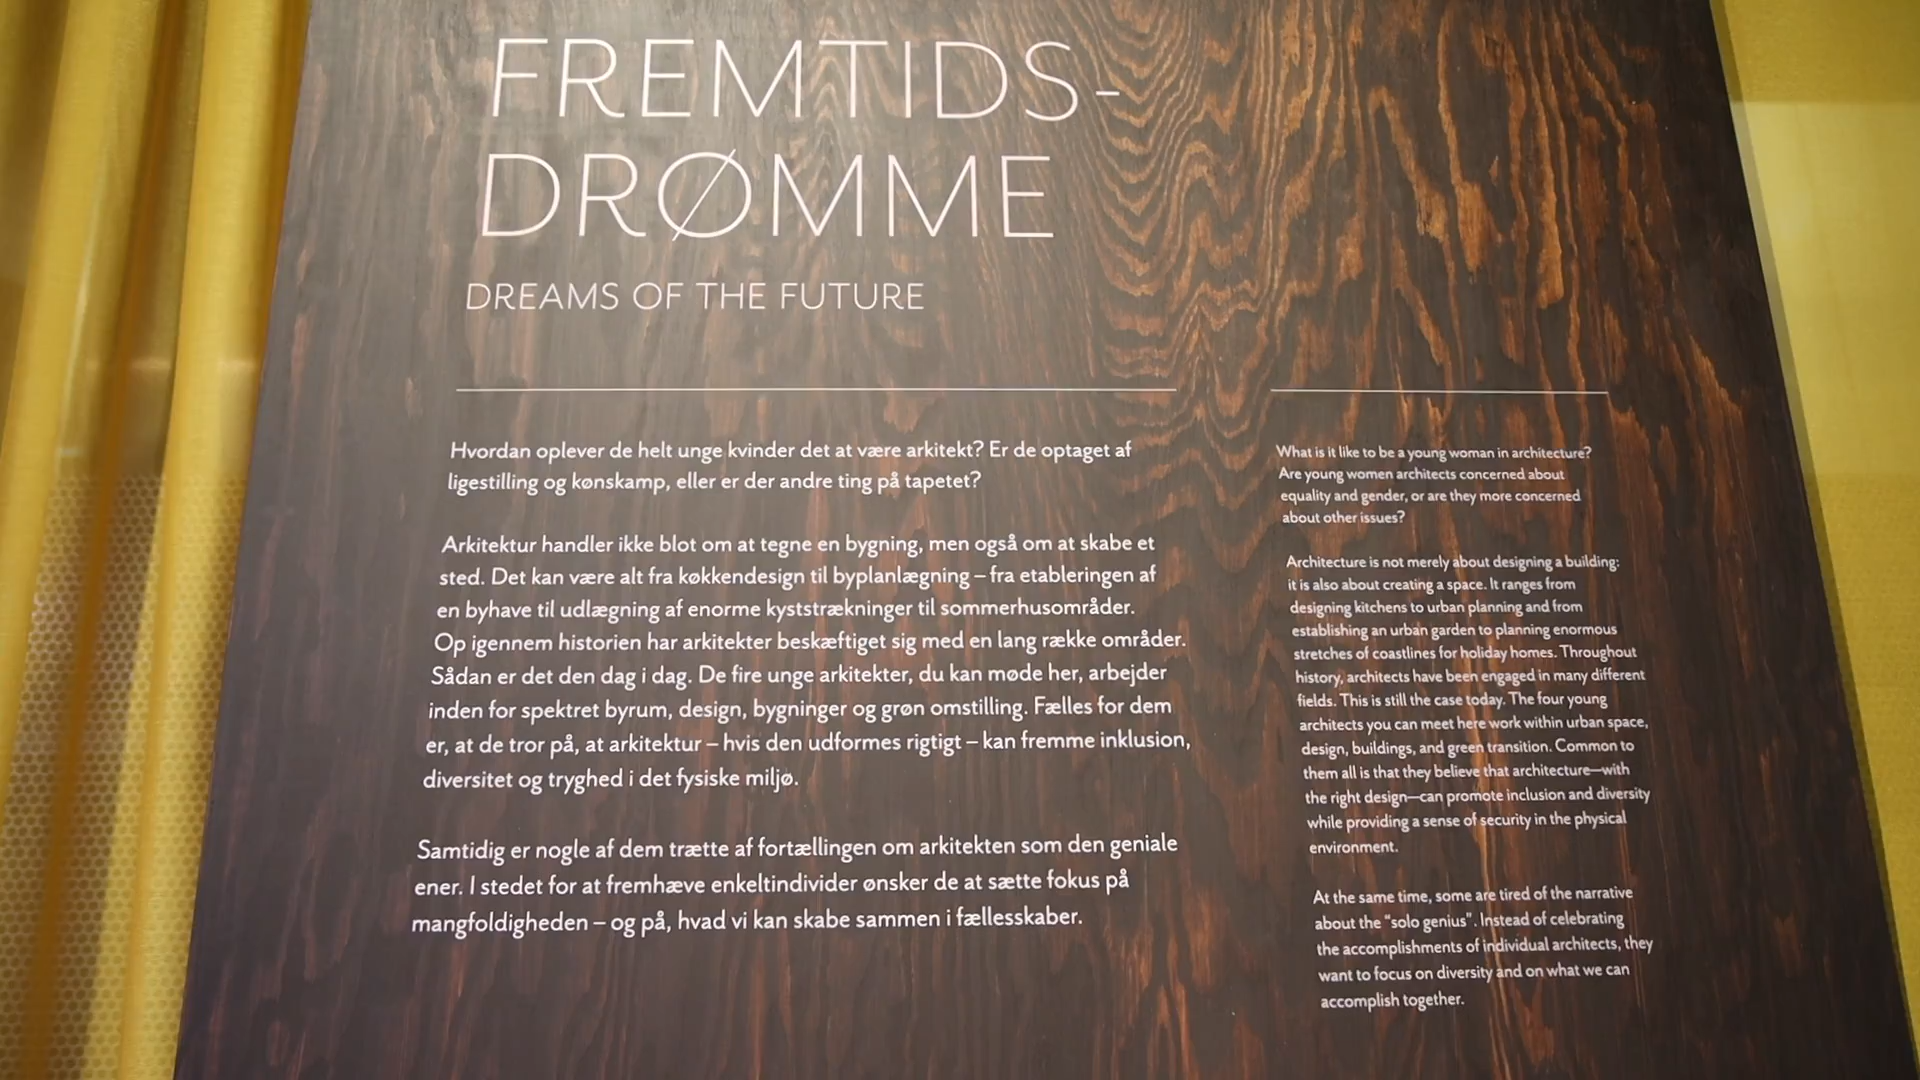 FREMTIDS-
DRØMME
DREAMS OF THE FUTURE
Hvordan oplever de helt unge kvinder det at være arkitekt? Er de optaget af
ligestilling og kønskamp, eller er der andre ting på tapetet?
Arkitektur handler ikke blot om at tegne en bygning, men også om at skabe et
sted. Det kan være alt fra køkkendesign til byplanlægning – fra etableringen af
en byhave til udlægning af enorme kyststrækninger til sommerhusområder.
Op igennem historien har arkitekter beskæftiget sig med en lang række områder.
Sådan er det den dag i dag. De fire unge arkitekter, du kan møde her, arbejder
inden for spektret byrum, design, bygninger og grøn omstilling. Fælles for dem
er, at de tror på, at arkitektur – hvis den udformes rigtigt – kan fremme inklusion,
diversitet og tryghed i det fysiske miljø.
Samtidig er nogle af dem trætte af fortællingen om arkitekten som den geniale
ener. I stedet for at fremhæve enkeltindivider ønsker de at sætte fokus på
mangfoldigheden – og på, hvad vi kan skabe sammen i fællesskaber.
What is it like to be a young woman in architecture?
Are young women architects concerned about
equality and gender, or are they more concerned
about other issues?
Architecture is not merely about designing a building:
it is also about creating a space. It ranges from
designing kitchens to urban planning and from
establishing an urban garden to planning enormous
stretches of coastlines for holiday homes. Throughout
history, architects have been engaged in many different
fields. This is still the case today. The four young
architects you can meet here work within urban space,
design, buildings, and green transition. Common to
them all is that they believe that architecture—with
the right design—can promote inclusion and diversity
while providing a sense of security in the physical
environment.
At the same time, some are tired of the narrative
about the "solo genius". Instead of celebrating
the accomplishments of individual architects, they
want to focus on diversity and on what we can
accomplish together.